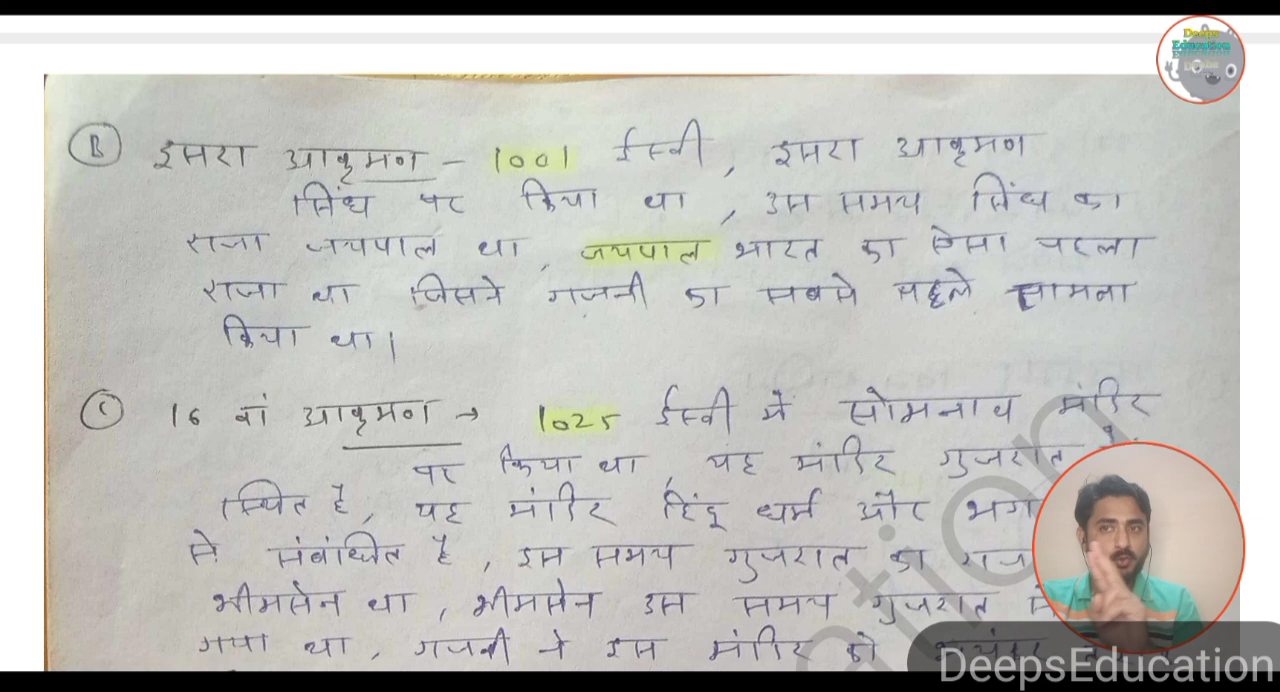 Deeps
Education
B दूसरा आक्रमण – 1001 ईस्वी, दूसरा आक्रमण
सिंध पर किया था, उस समय सिंध का
राजा जयपाल था, जयपाल भारत का ऐसा पहला
राजा था जिसने गजनी का सबसे पहले सामना
किया था।
C 16 वां आक्रमण → 1025 ईस्वी में सोमनाथ मंदिर
पर किया था, यह मंदिर गुजरात में
स्थित है, यह मंदिर हिंदू धर्म और
से संबंधित है, इस समय गुजरात का
भीमसेन था, भीमसेन उस समय गुजरात
गया था, गजनी ने इस मंदिर को
DeepsEducation